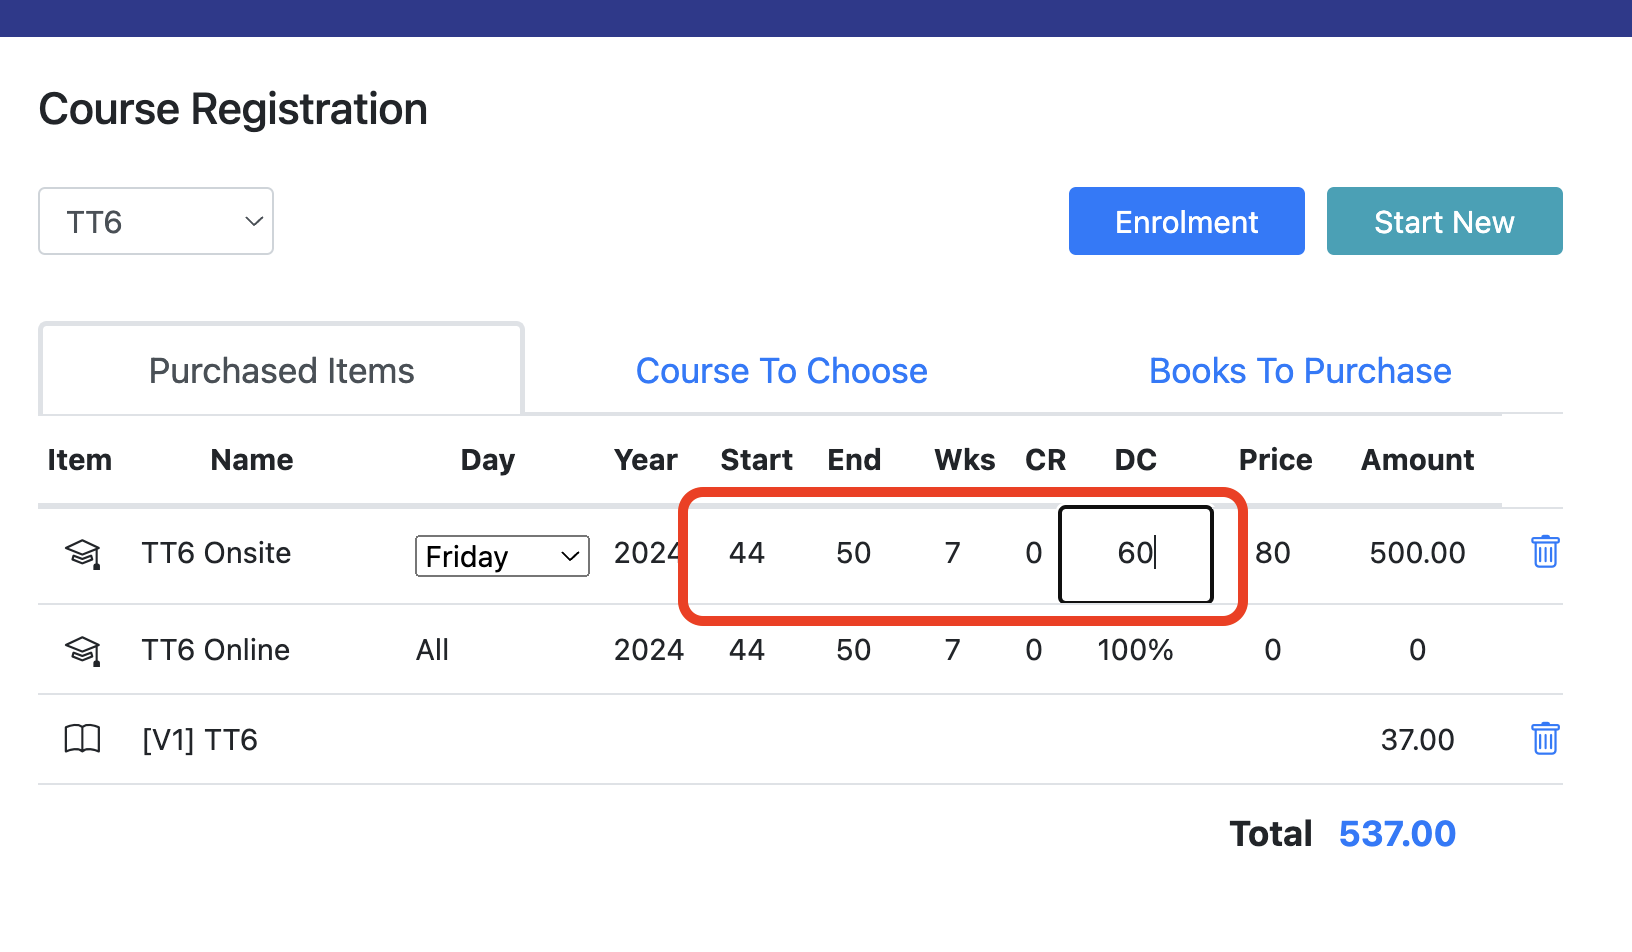 Course Registration
TT6
Enrolment
Start New
Purchased Items
Course To Choose
Books To Purchase
Item Name Day Year Start End Wks CR DC Price Amount
TT6 Onsite Friday 2024 44 50 7 0 60 80 500.00
TT6 Online All 2024 44 50 7 0 100% 0 0
[V1] TT6 37.00
Total 537.00